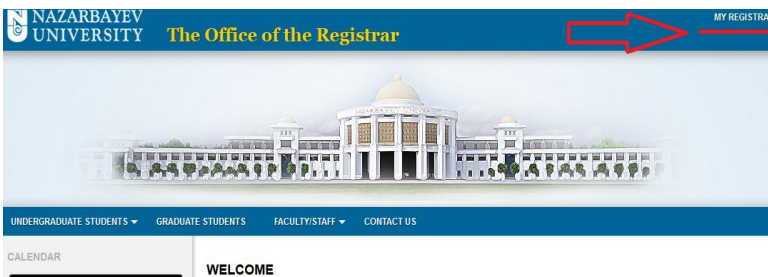 NAZARBAYEV
UNIVERSITY The Office of the Registrar
MY REGISTRA
UNDERGRADUATE STUDENTS GRADUATE STUDENTS FACULTY/STAFF CONTACT US
CALENDAR
WELCOME